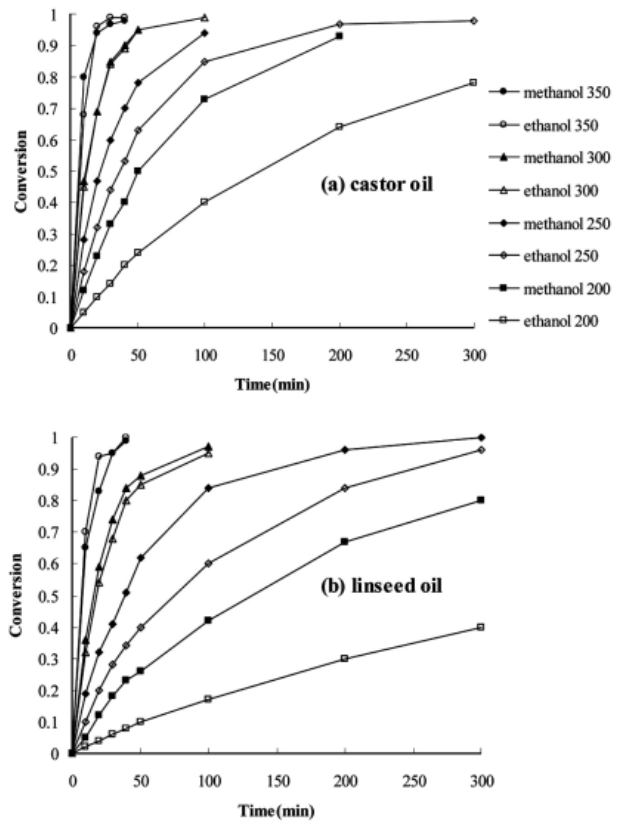 1
0.9
0.8
0.7
0.6
0.5
0.4
0.3
0.2
0.1
0
Conversion
0 50 100 150 200 250 300
Time(min)
(a) castor oil
methanol 350
ethanol 350
methanol 300
ethanol 300
methanol 250
ethanol 250
methanol 200
ethanol 200
1
0.9
0.8
0.7
0.6
0.5
0.4
0.3
0.2
0.1
0
Conversion
0 50 100 150 200 250 300
Time(min)
(b) linseed oil